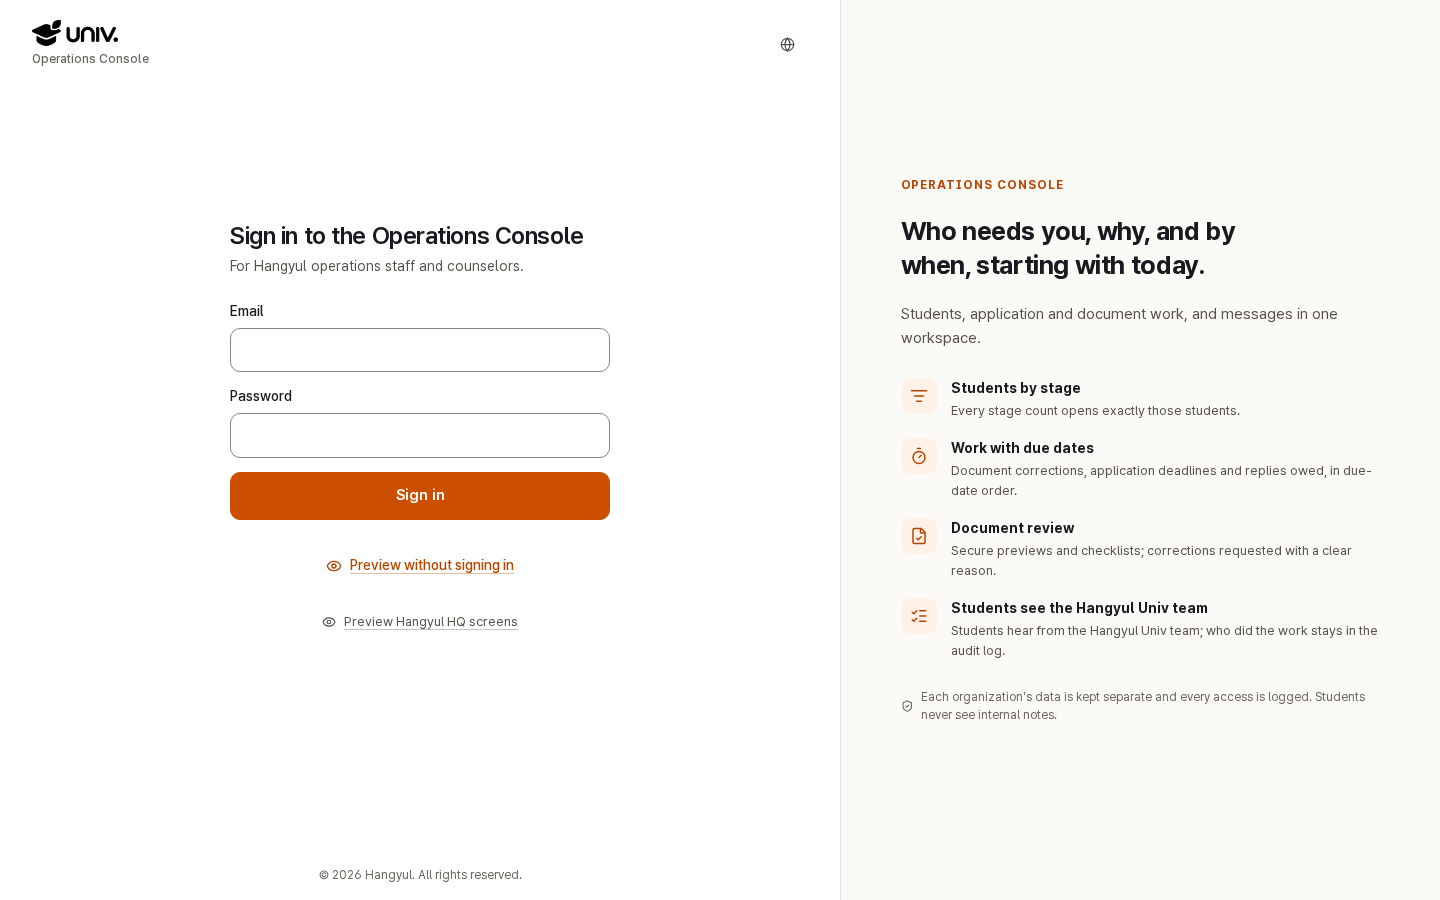 UNIV.
Operations Console
Sign in to the Operations Console
For Hangyul operations staff and counselors.
Email
Password
Sign in
Preview without signing in
Preview Hangyul HQ screens
© 2026 Hangyul. All rights reserved.
OPERATIONS CONSOLE
Who needs you, why, and by
when, starting with today.
Students, application and document work, and messages in one
workspace.
Students by stage
Every stage count opens exactly those students.
Work with due dates
Document corrections, application deadlines and replies owed, in due-
date order.
Document review
Secure previews and checklists; corrections requested with a clear
reason.
Students see the Hangyul Univ team
Students hear from the Hangyul Univ team; who did the work stays in the
audit log.
Each organization's data is kept separate and every access is logged. Students
never see internal notes.